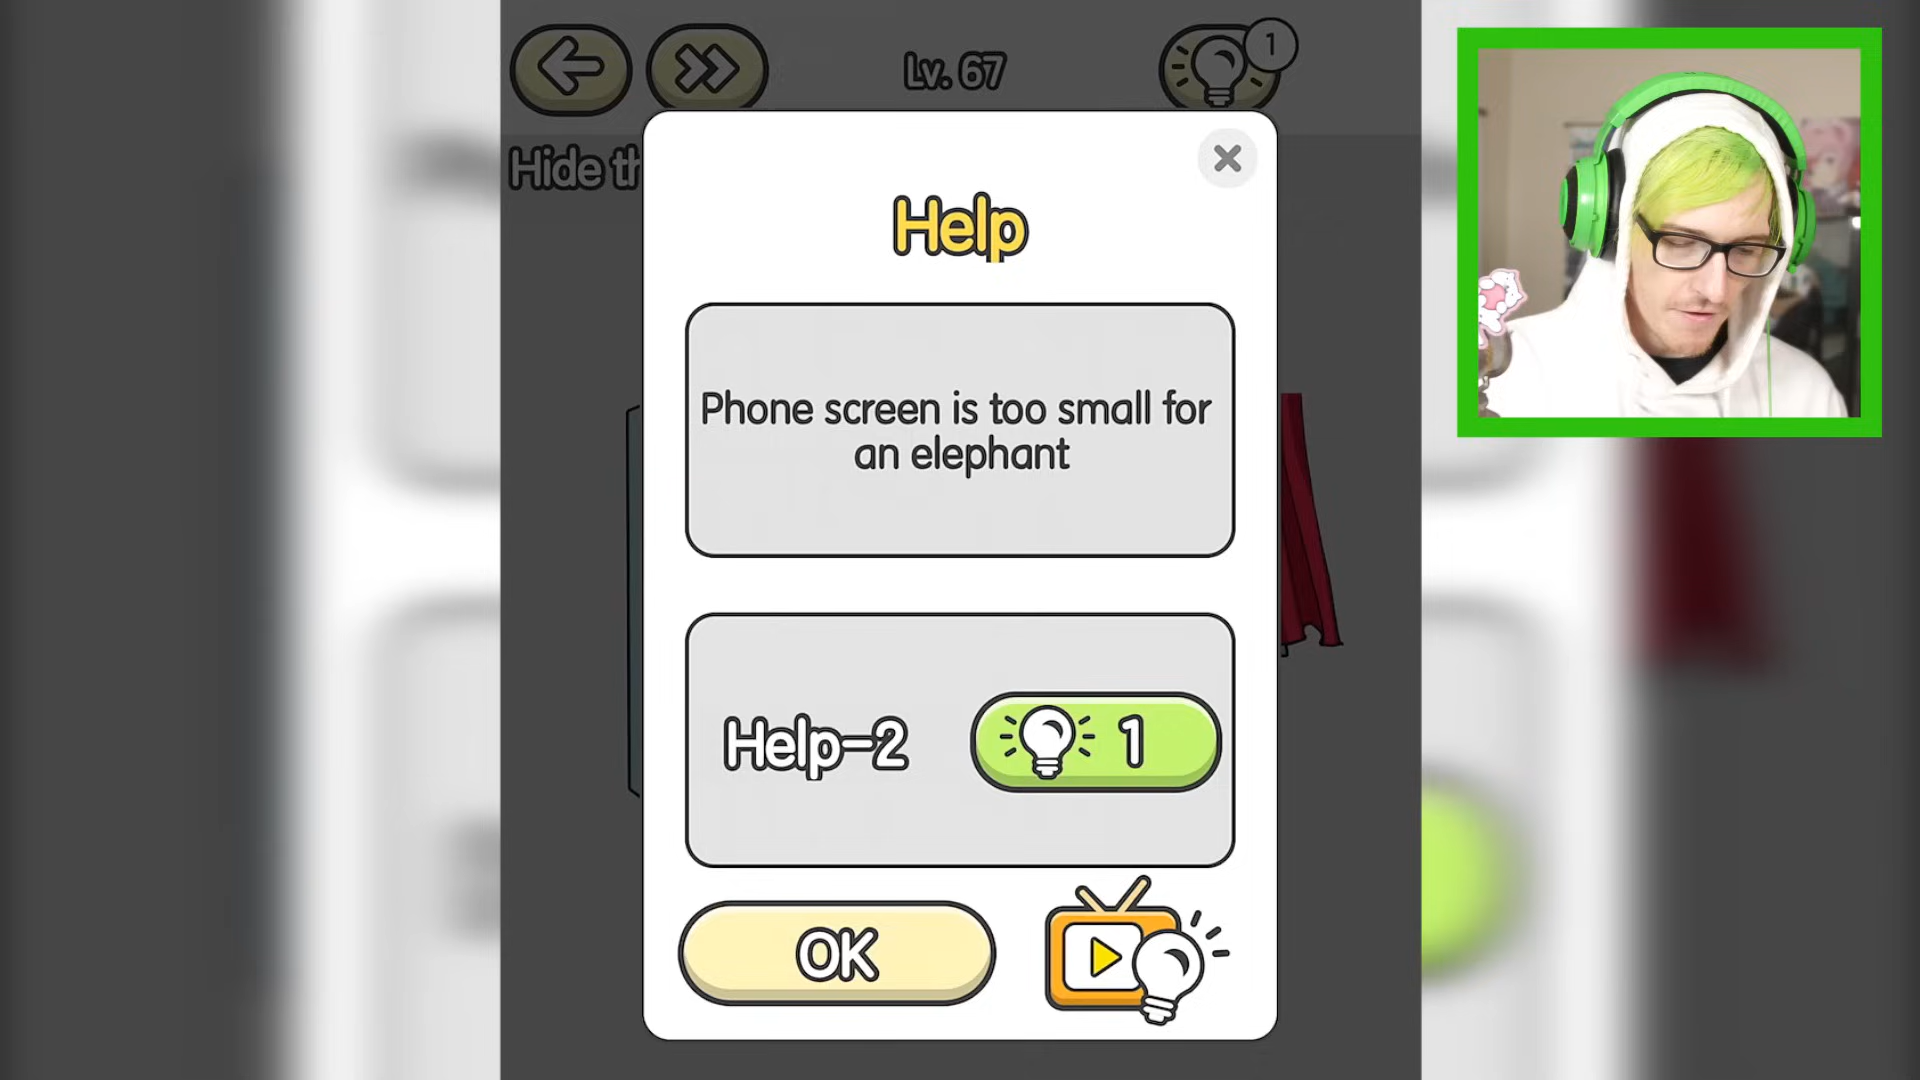 Lv. 67
1
Hide th
Help
Phone screen is too small for
an elephant
Help-2
1
OK